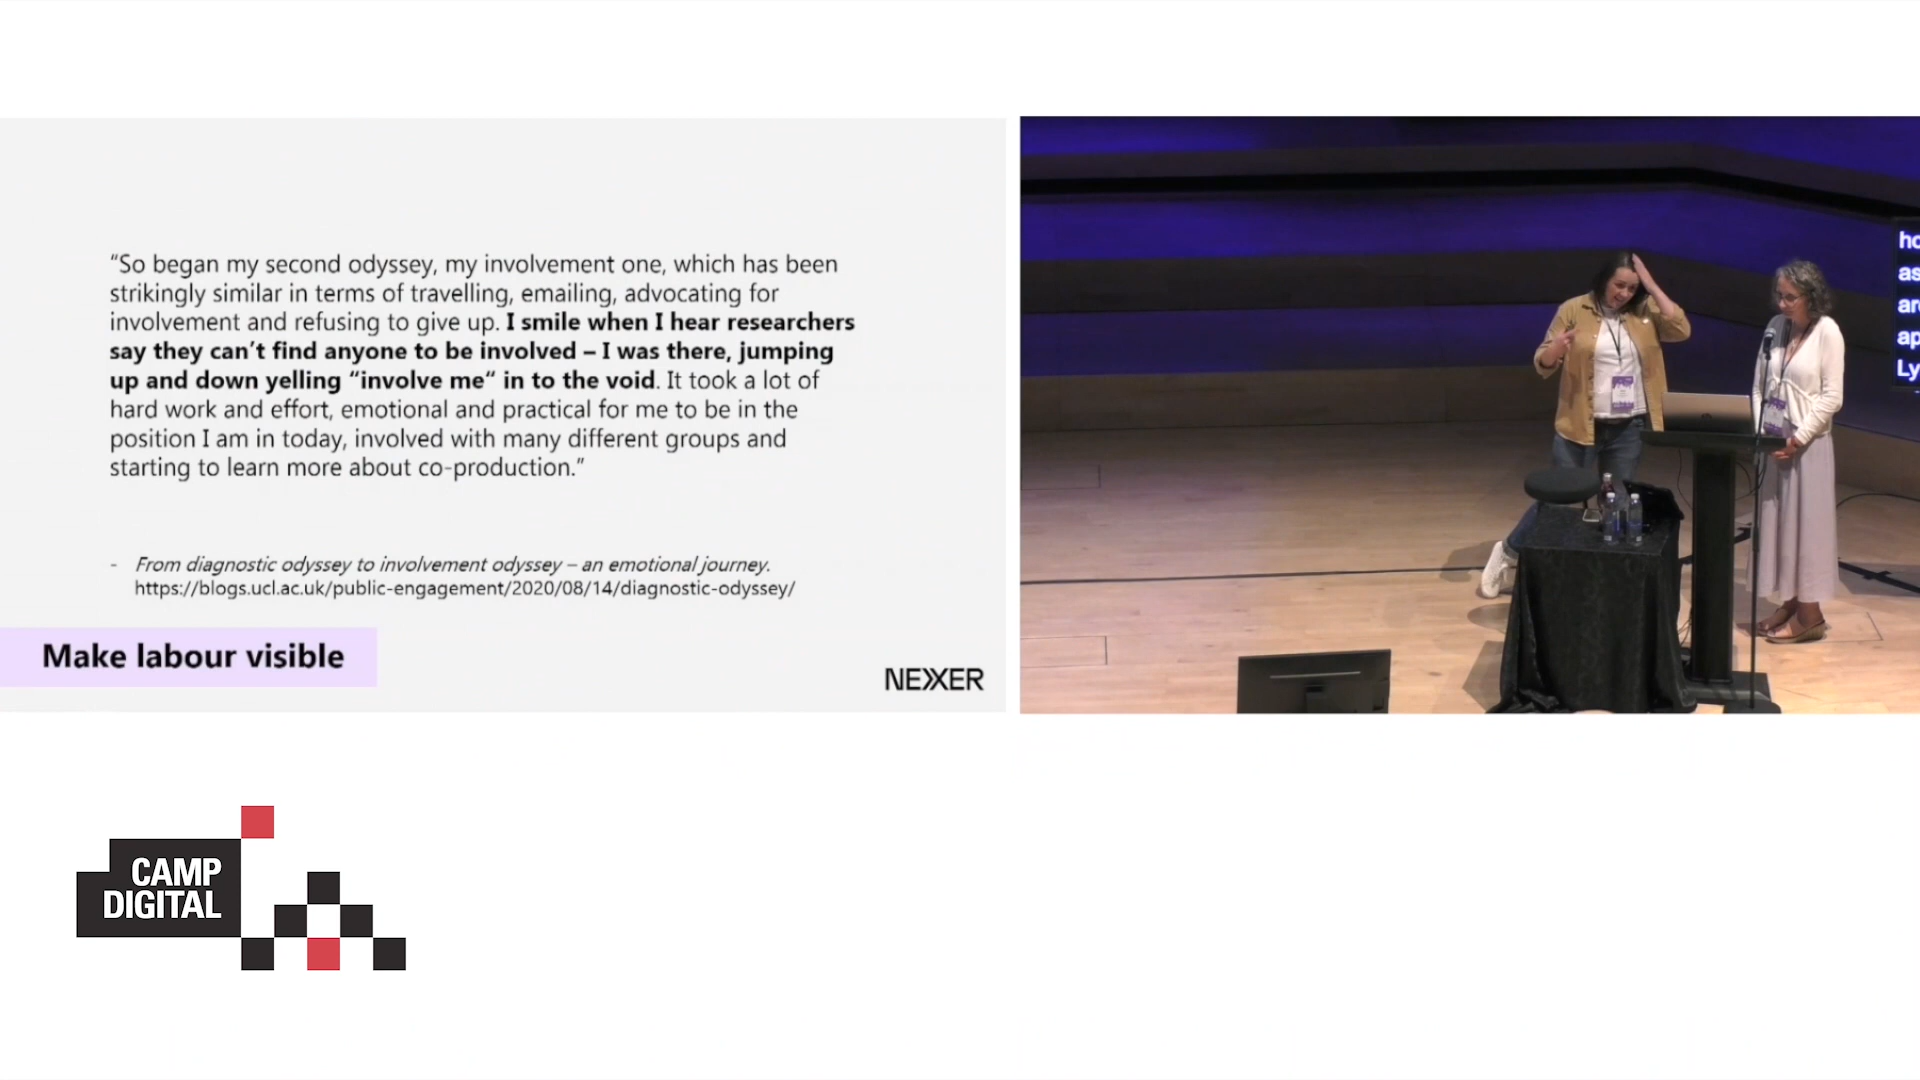 “So began my second odyssey, my involvement one, which has been
strikingly similar in terms of travelling, emailing, advocating for
involvement and refusing to give up. I smile when I hear researchers
say they can’t find anyone to be involved – I was there, jumping
up and down yelling “involve me“ in to the void. It took a lot of
hard work and effort, emotional and practical for me to be in the
position I am in today, involved with many different groups and
starting to learn more about co-production.”
- From diagnostic odyssey to involvement odyssey – an emotional journey.
https://blogs.ucl.ac.uk/public-engagement/2020/08/14/diagnostic-odyssey/
Make labour visible
NEXER
CAMP
DIGITAL